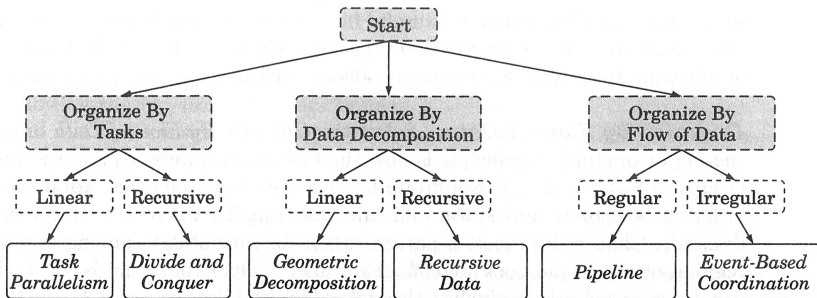 Start
Organize By
Tasks
Organize By
Data Decomposition
Organize By
Flow of Data
Linear
Recursive
Linear
Recursive
Regular
Irregular
Task
Parallelism
Divide and
Conquer
Geometric
Decomposition
Recursive
Data
Pipeline
Event-Based
Coordination